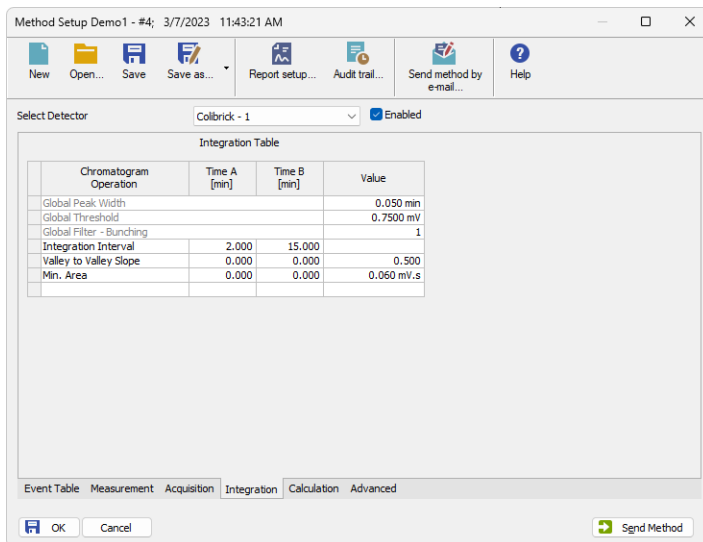 Method Setup Demo1 - #4; 3/7/2023 11:43:21 AM
New Open... Save Save as... Report setup... Audit trail... Send method by e-mail... Help
Select Detector Colibrick - 1 Enabled
Integration Table
Chromatogram Operation Time A [min] Time B [min] Value
Global Peak Width 0.050 min
Global Threshold 0.7500 mV
Global Filter - Bunching 1
Integration Interval 2.000 15.000
Valley to Valley Slope 0.000 0.000 0.500
Min. Area 0.000 0.000 0.060 mV.s
Event Table Measurement Acquisition Integration Calculation Advanced
OK Cancel Send Method